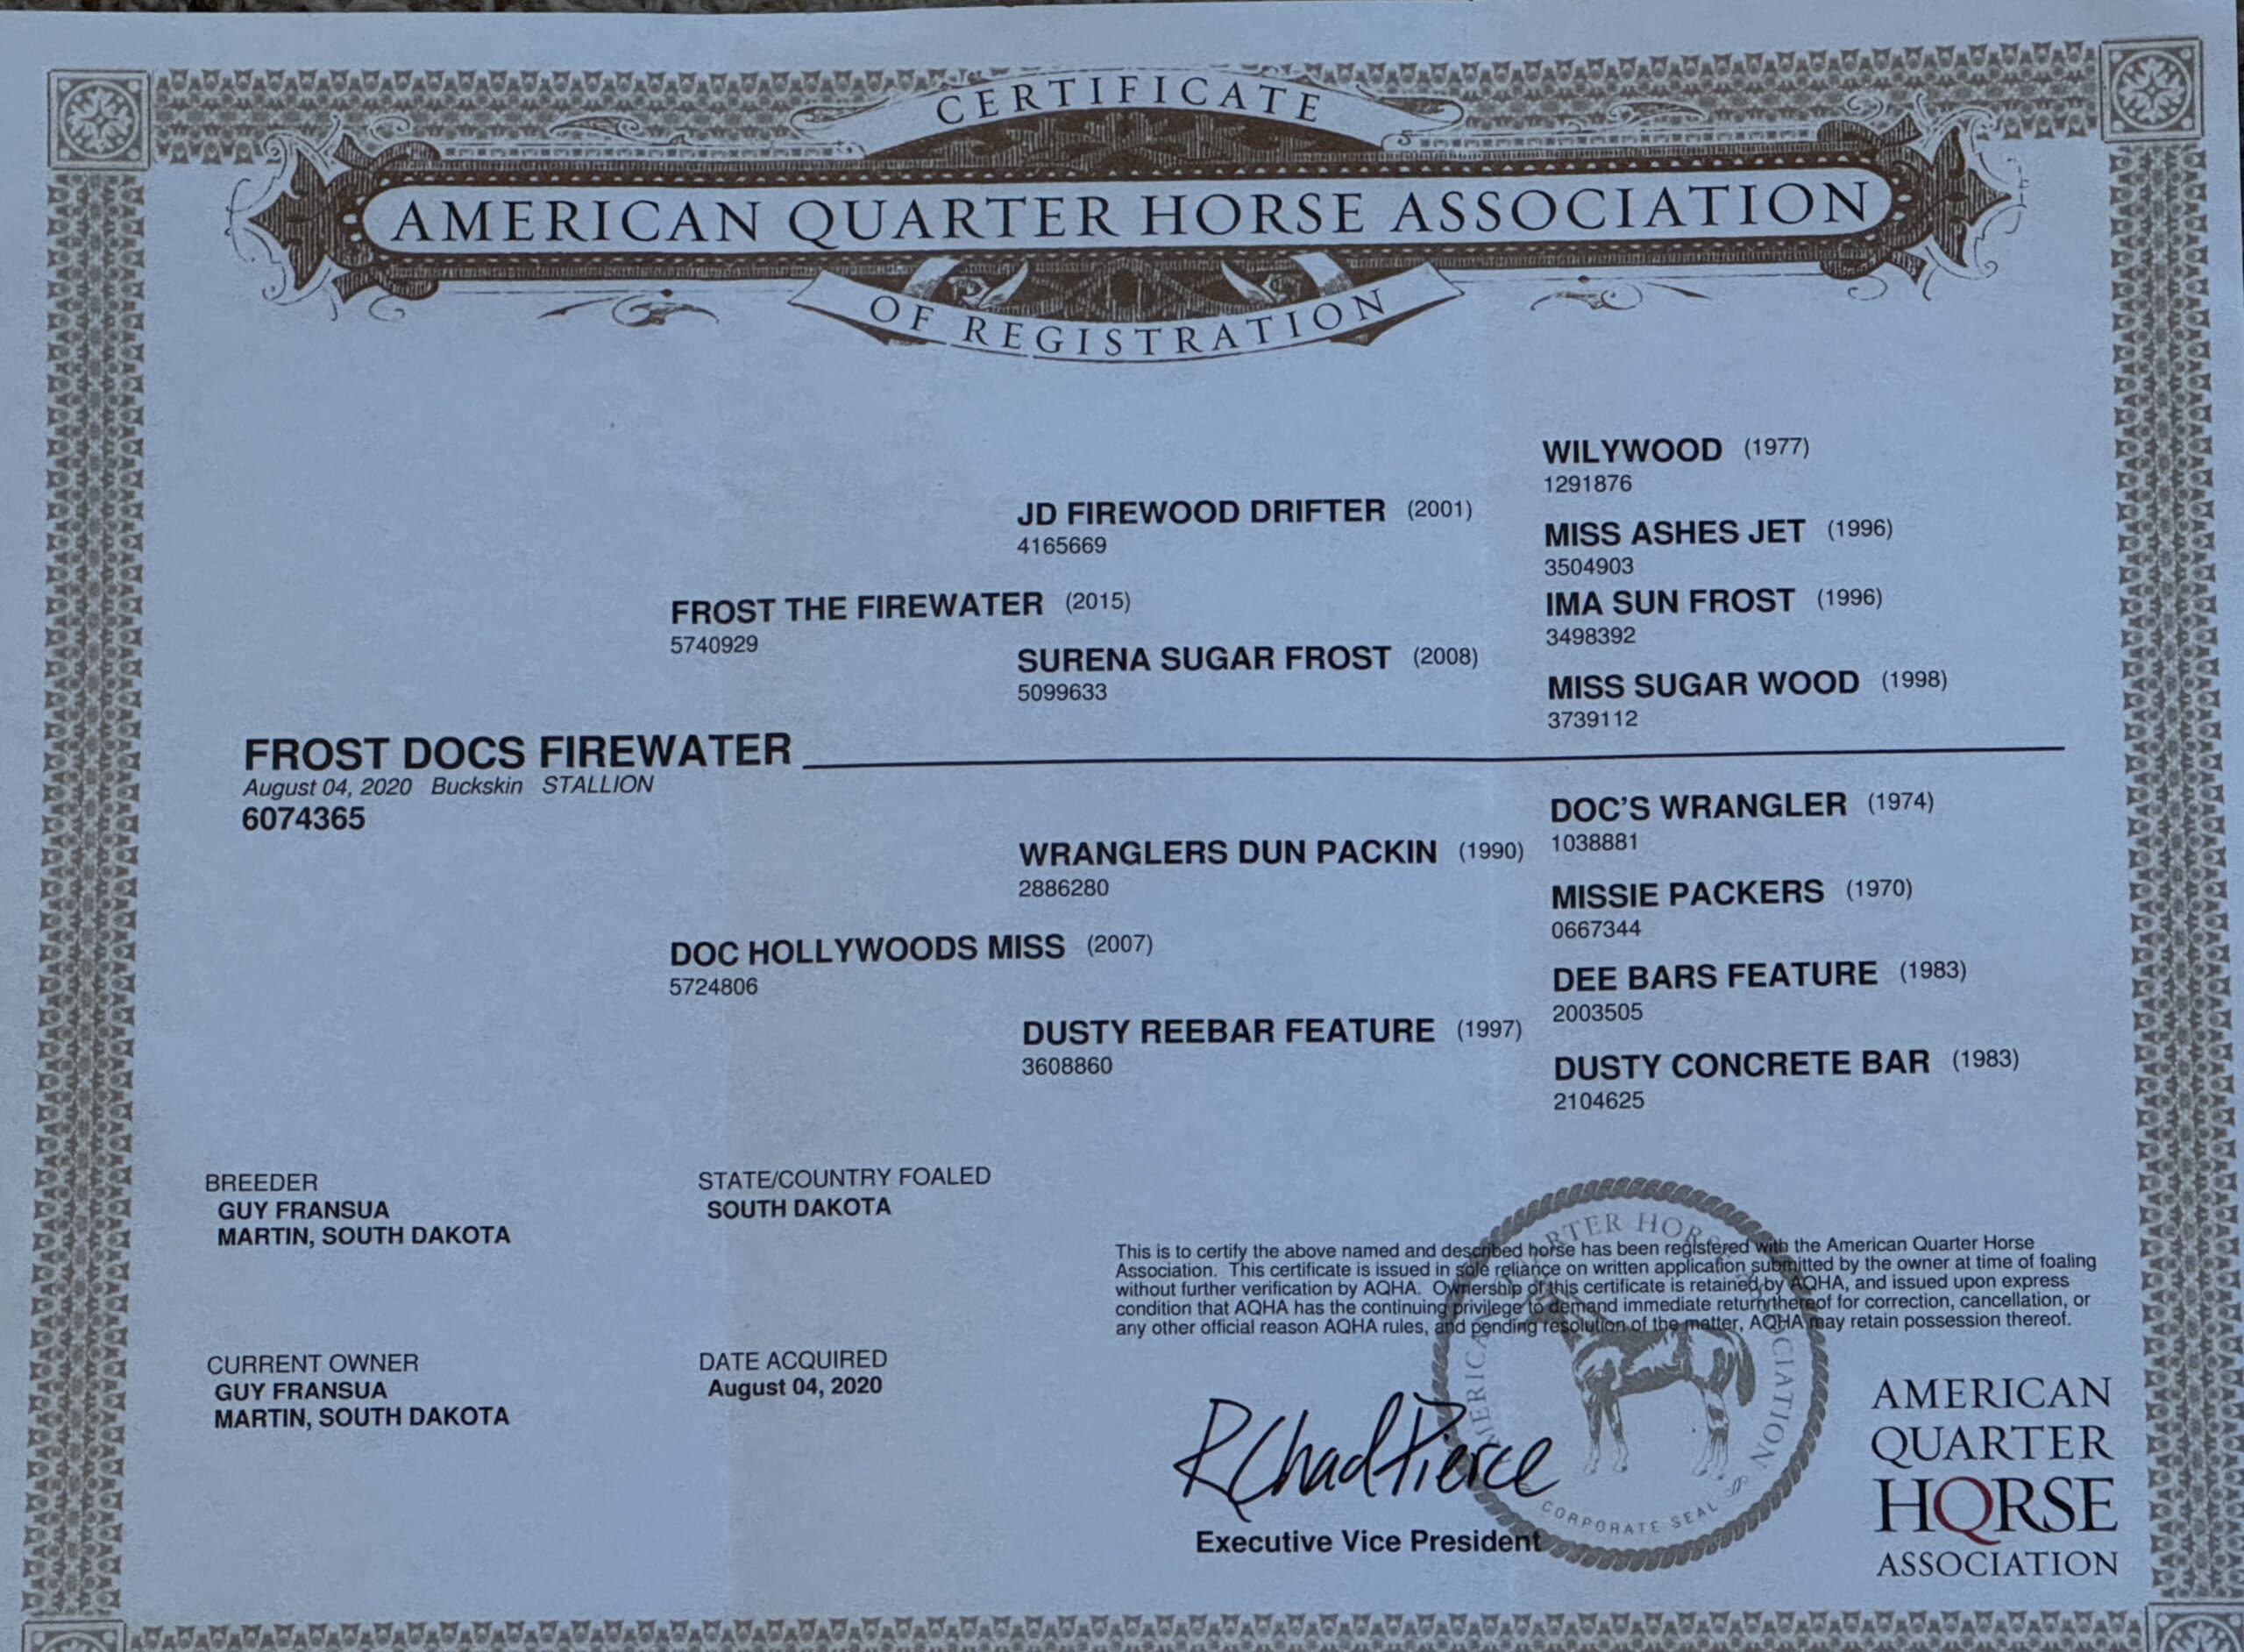 CERTIFICATE
AMERICAN QUARTER HORSE ASSOCIATION
OF REGISTRATION
WILYWOOD (1977)
1291876
JD FIREWOOD DRIFTER (2001)
4165669
MISS ASHES JET (1996)
3504903
FROST THE FIREWATER (2015)
5740929
IMA SUN FROST (1996)
3498392
SURENA SUGAR FROST (2008)
5099633
MISS SUGAR WOOD (1998)
3739112
FROST DOCS FIREWATER
August 04, 2020 Buckskin STALLION
6074365
DOC'S WRANGLER (1974)
1038881
WRANGLERS DUN PACKIN (1990)
2886280
MISSIE PACKERS (1970)
0667344
DOC HOLLYWOODS MISS (2007)
5724806
DEE BARS FEATURE (1983)
2003505
DUSTY REEBAR FEATURE (1997)
3608860
DUSTY CONCRETE BAR (1983)
2104625
BREEDER
GUY FRANSUA
MARTIN, SOUTH DAKOTA
STATE/COUNTRY FOALED
SOUTH DAKOTA
This is to certify the above named and described horse has been registered with the American Quarter Horse
Association. This certificate is issued in sole reliance on written application submitted by the owner at time of foaling
without further verification by AQHA. Ownership of this certificate is retained by AQHA, and issued upon express
condition that AQHA has the continuing privilege to demand immediate return thereof for correction, cancellation, or
any other official reason AQHA rules, and pending resolution of the matter, AQHA may retain possession thereof.
CURRENT OWNER
GUY FRANSUA
MARTIN, SOUTH DAKOTA
DATE ACQUIRED
August 04, 2020
R Chad Pierce
Executive Vice President
AMERICAN QUARTER HORSE ASSOCIATION
CORPORATE SEAL
AMERICAN
QUARTER
HORSE
ASSOCIATION